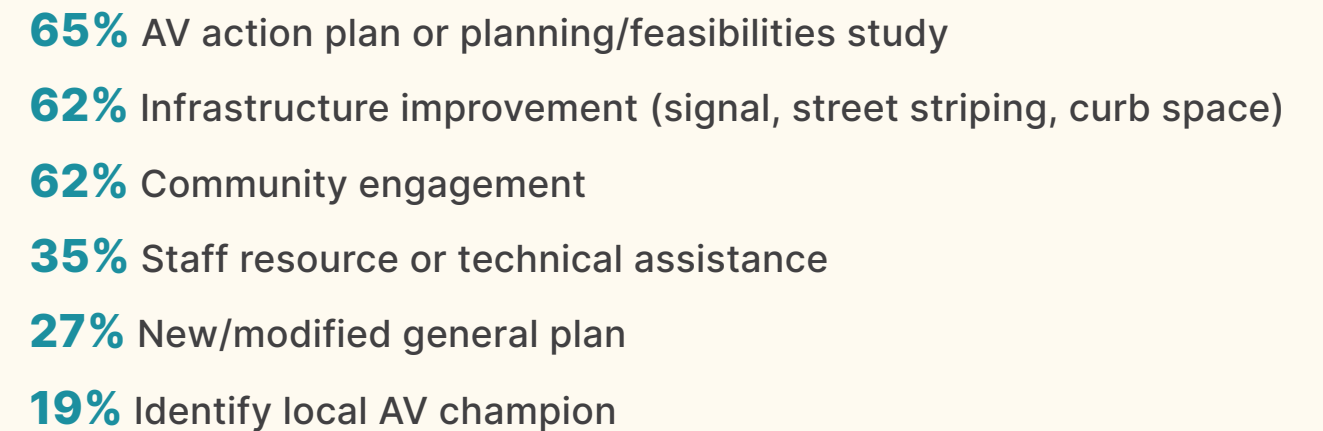 65% AV action plan or planning/feasibilities study
62% Infrastructure improvement (signal, street striping, curb space)
62% Community engagement
35% Staff resource or technical assistance
27% New/modified general plan
19% Identify local AV champion